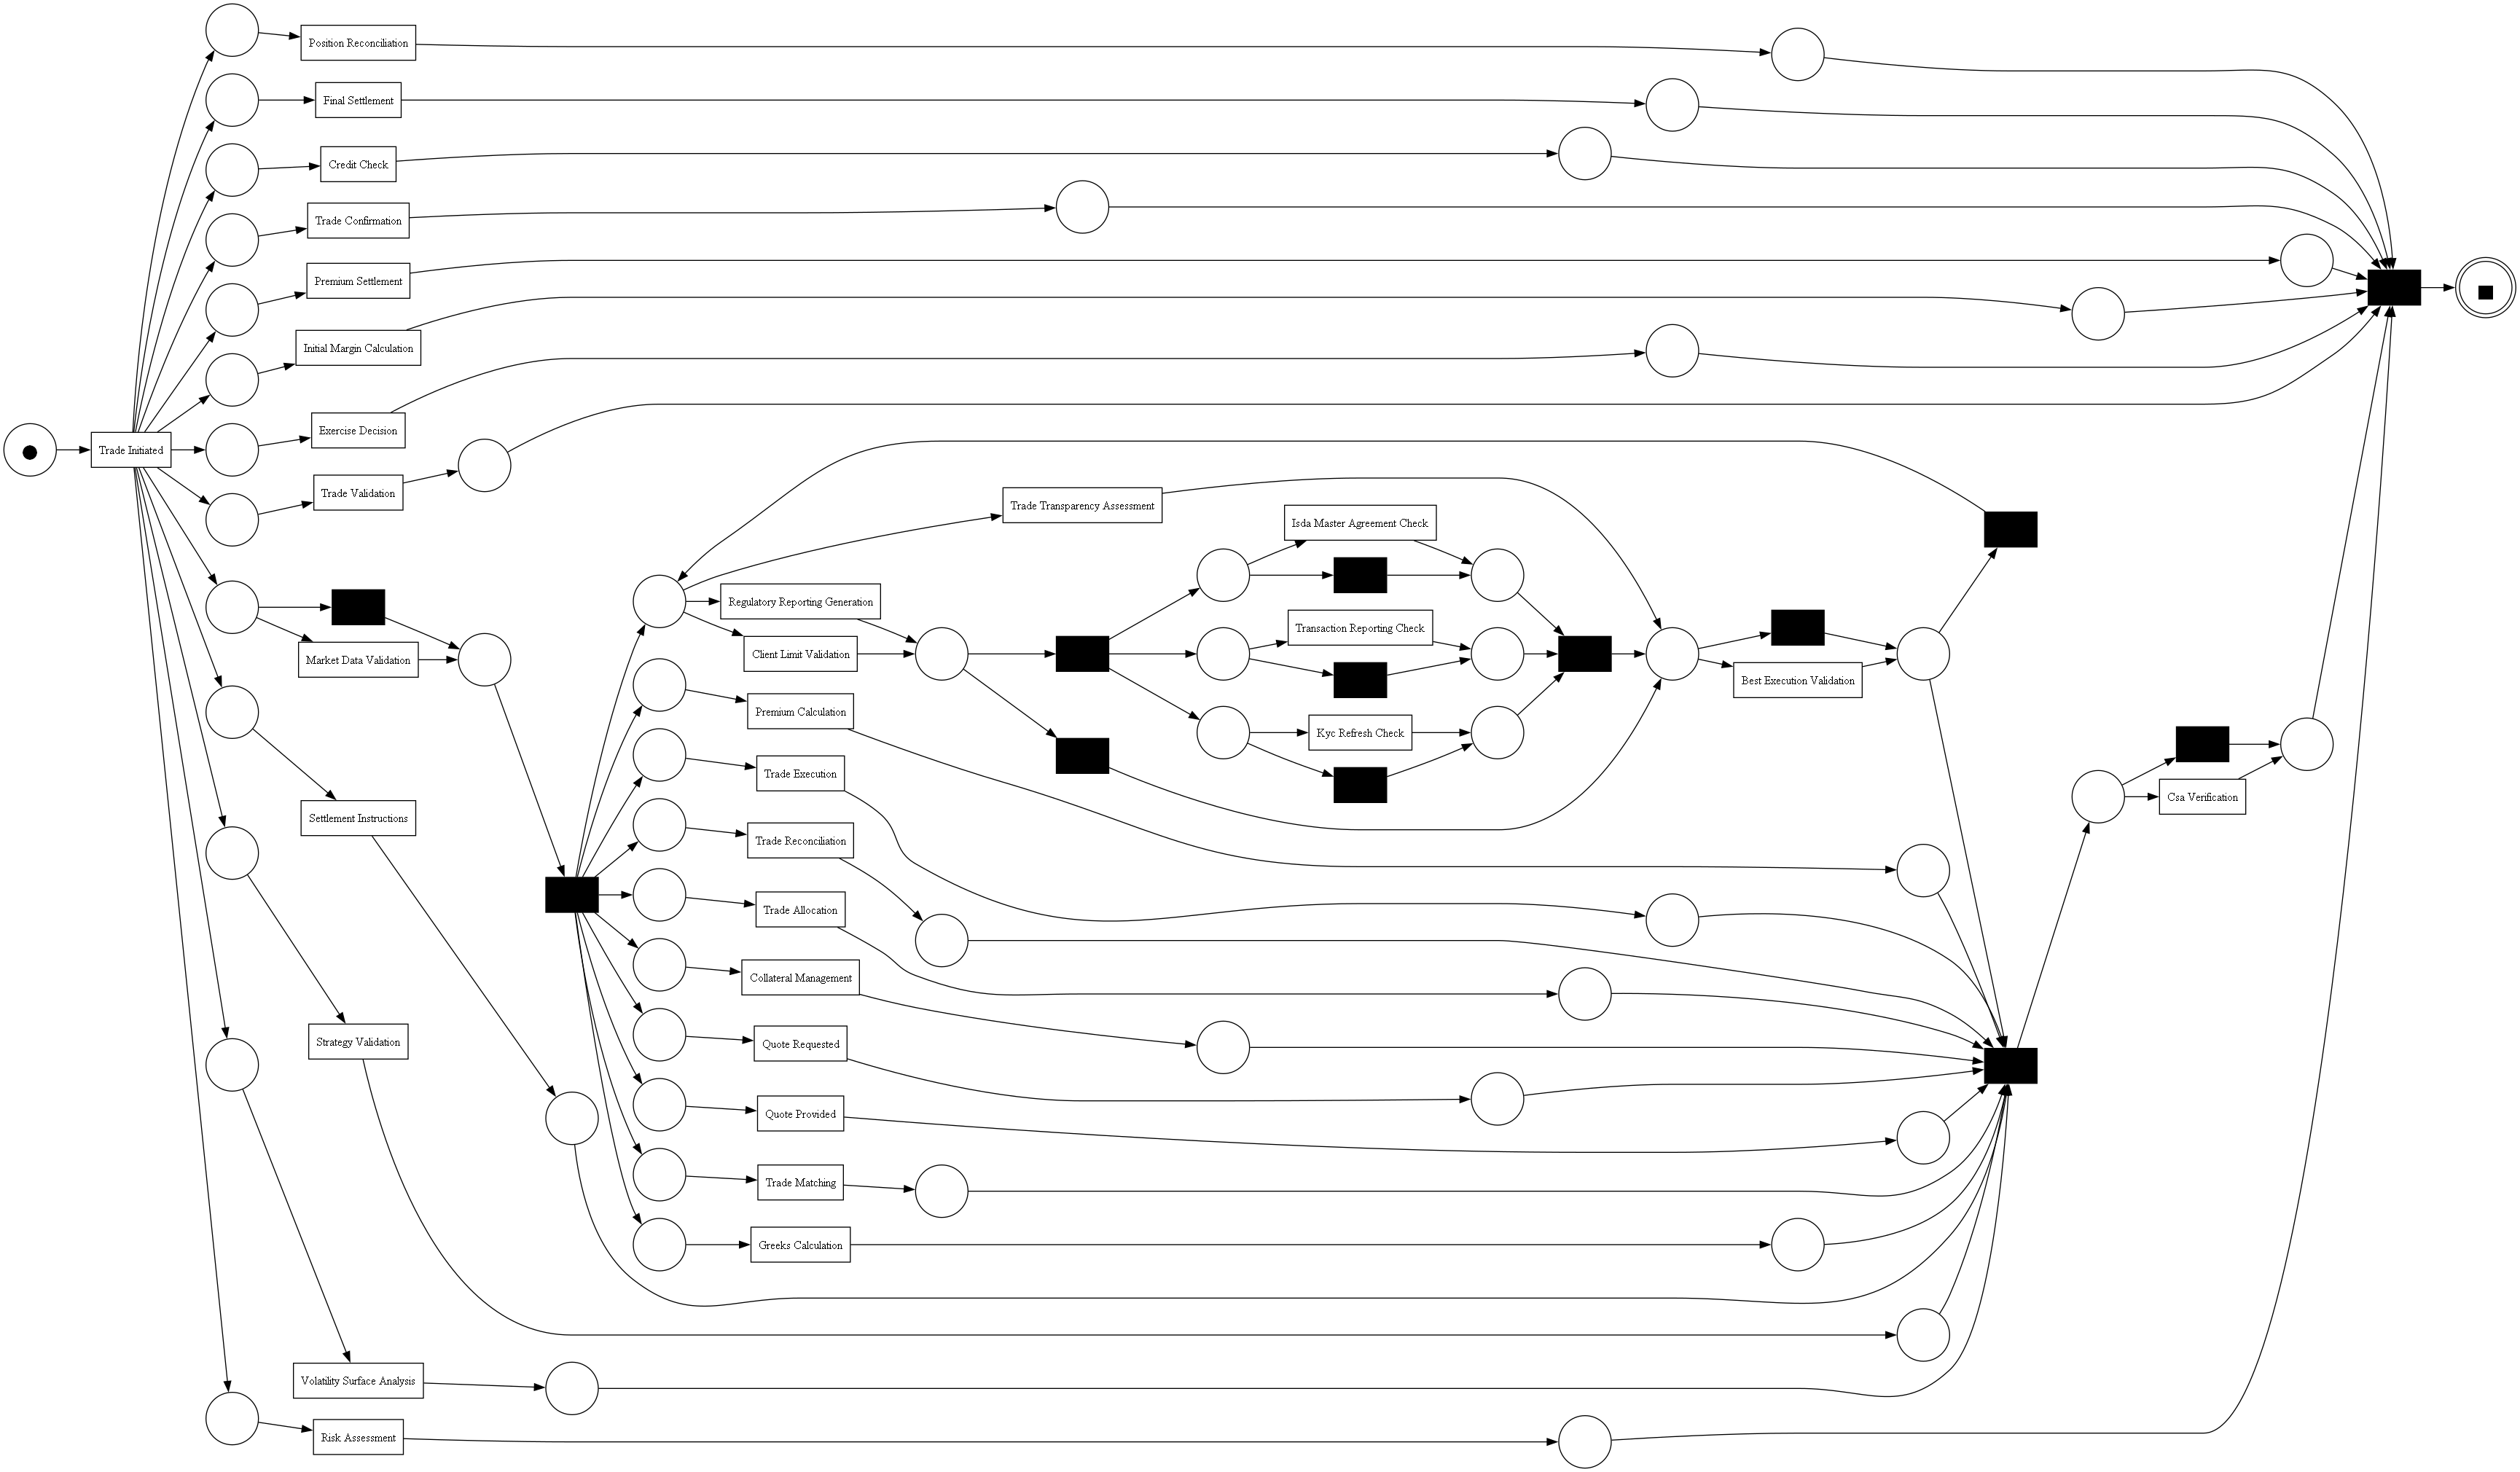 Position Reconciliation
Final Settlement
Credit Check
Trade Confirmation
Premium Settlement
Initial Margin Calculation
Exercise Decision
Trade Initiated
Trade Validation
Trade Transparency Assessment
Isda Master Agreement Check
Regulatory Reporting Generation
Transaction Reporting Check
Client Limit Validation
Market Data Validation
Best Execution Validation
Premium Calculation
Kyc Refresh Check
Trade Execution
Csa Verification
Settlement Instructions
Trade Reconciliation
Trade Allocation
Collateral Management
Strategy Validation
Quote Requested
Quote Provided
Trade Matching
Greeks Calculation
Volatility Surface Analysis
Risk Assessment